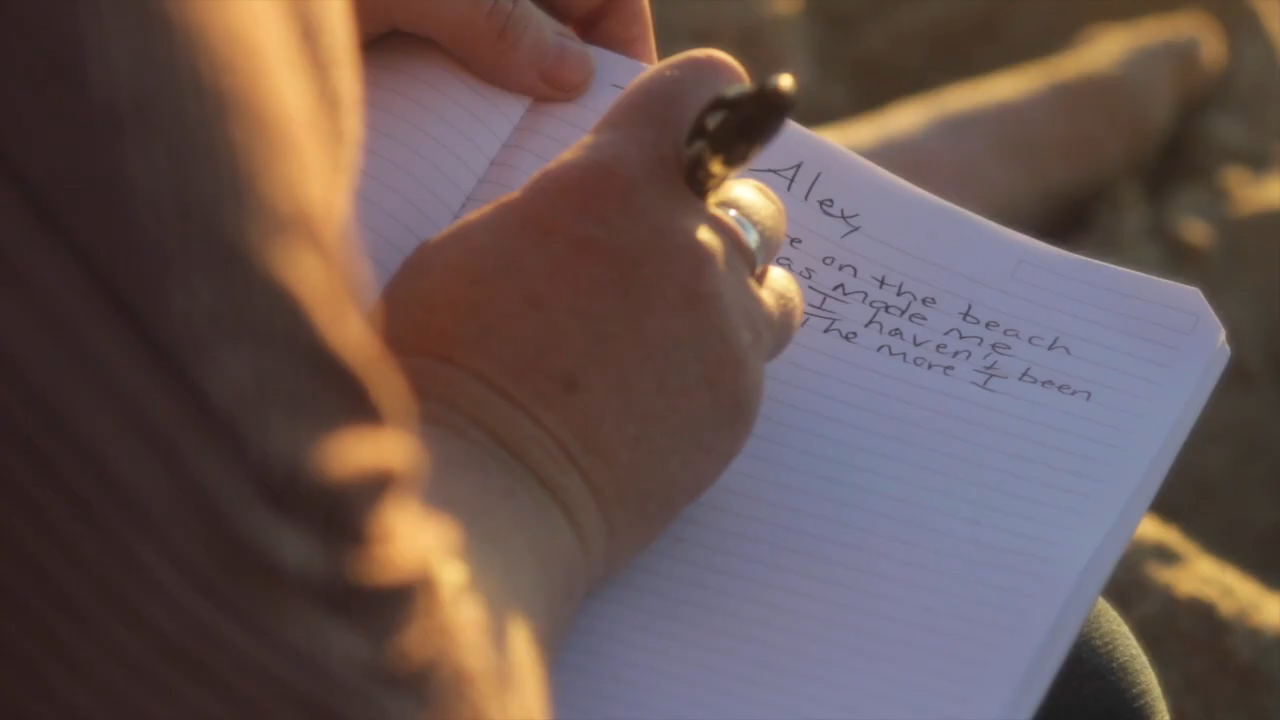 Alex,
e on the beach
as made me
I haven't been
The more I